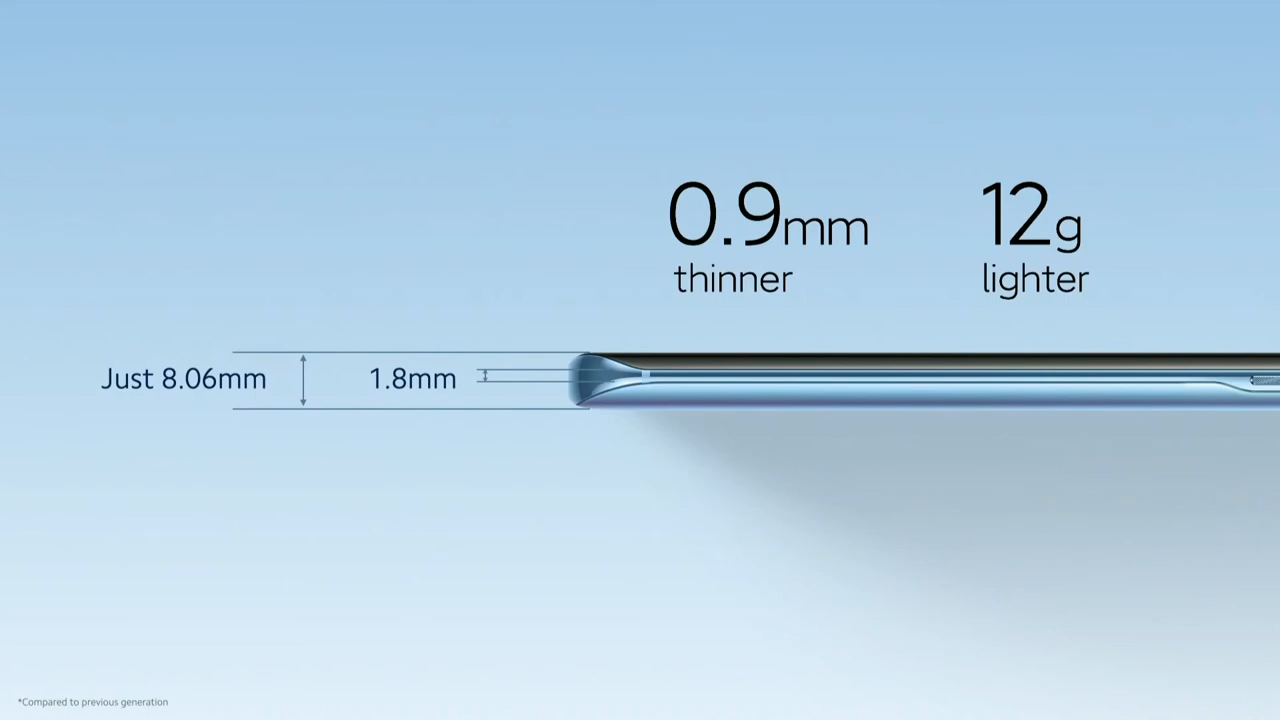 0.9mm
thinner
12g
lighter
Just 8.06mm
1.8mm
*Compared to previous generation